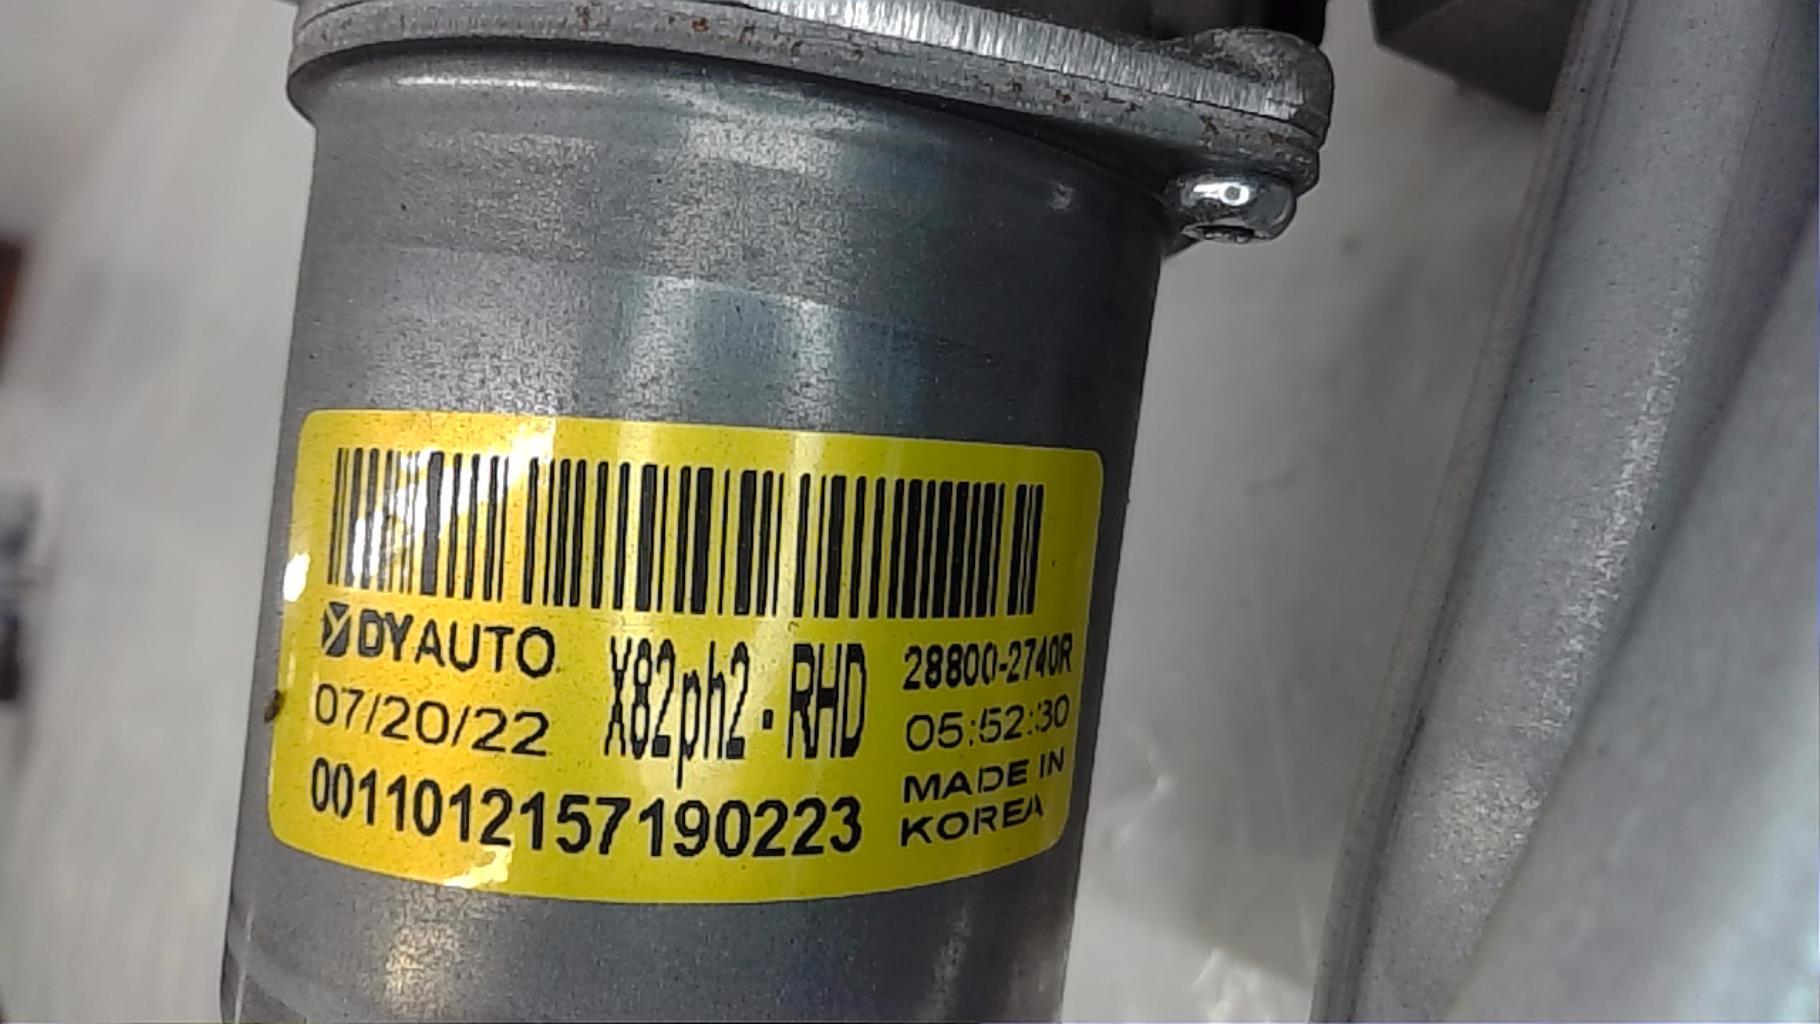 DYAUTO X82ph2 - RHD 28800-2740R
07/20/22 05:52:30
0011012157190223 MADE IN
KOREA